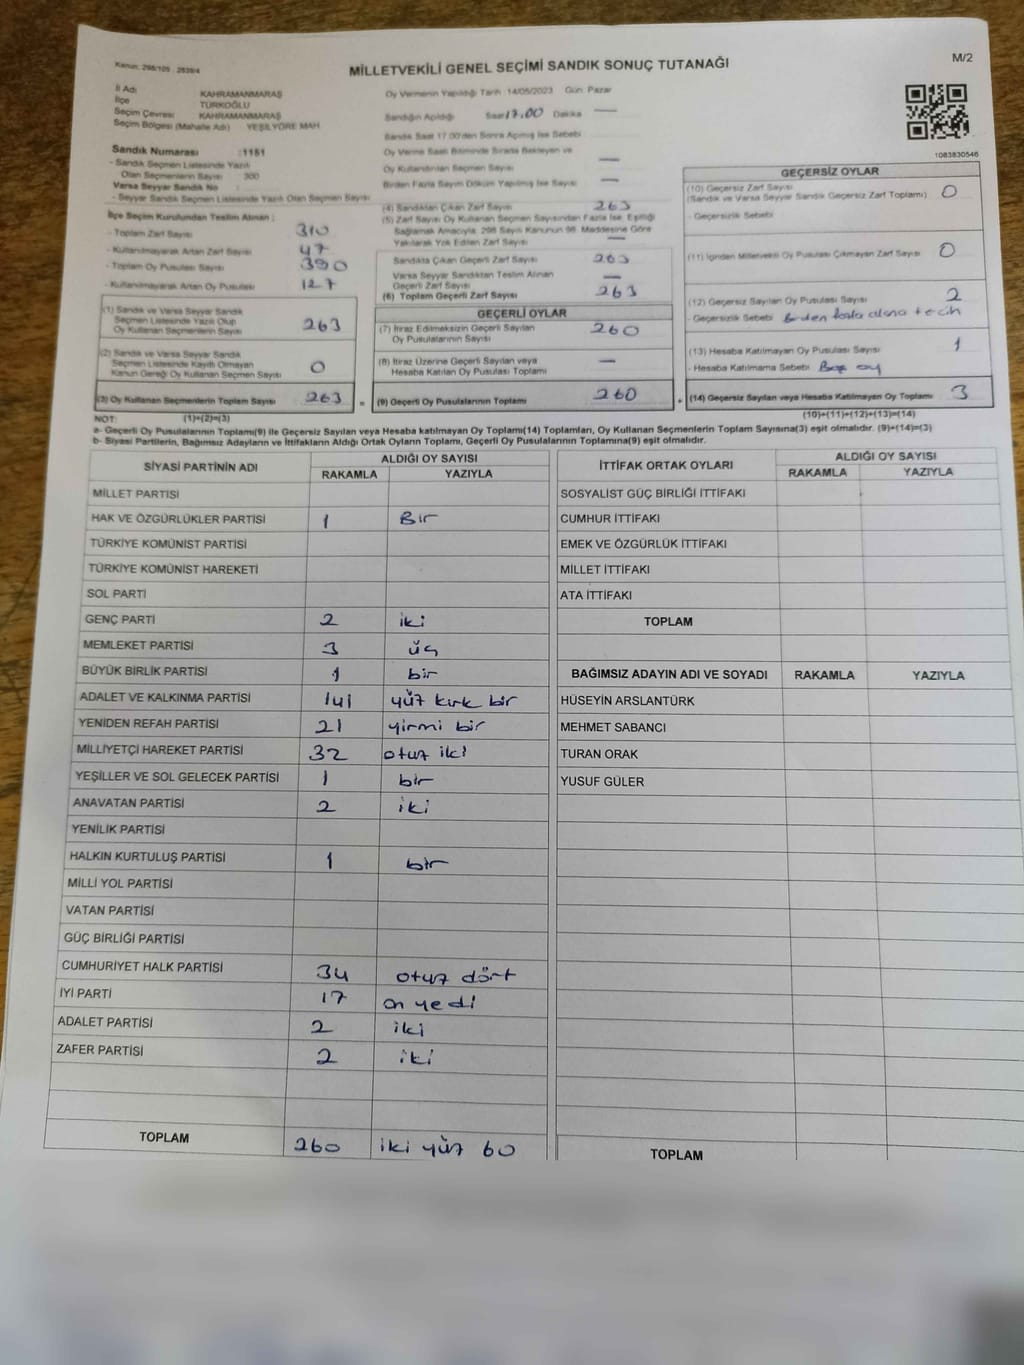 Kanun: 298/105 - 2839/4
MİLLETVEKİLİ GENEL SEÇİMİ SANDIK SONUÇ TUTANAĞI
M/2
İl Adı KAHRAMANMARAŞ
İlçe TÜRKOĞLU
Seçim Çevresi KAHRAMANMARAŞ
Seçim Bölgesi (Mahalle Adı) YEŞİLYÖRE MAH
Sandık Numarası : 1151
- Sandık Seçmen Listesinde Yazılı
Olan Seçmenlerin Sayısı 300
Varsa Seyyar Sandık No
- Seyyar Sandık Seçmen Listesinde Yazılı Olan Seçmen Sayısı
İlçe Seçim Kurulundan Teslim Alınan :
- Toplam Zarf Sayısı 310
- Kullanılmayarak Artan Zarf Sayısı 47
- Toplam Oy Pusulası Sayısı 390
- Kullanılmayarak Artan Oy Pusulası 127
(1) Sandık ve Varsa Seyyar Sandık
Seçmen Listesinde Yazılı Olup
Oy Kullanan Seçmenlerin Sayısı 263
(2) Sandık ve Varsa Seyyar Sandık
Seçmen Listesinde Kayıtlı Olmayan
Kanun Gereği Oy Kullanan Seçmen Sayısı 0
(3) Oy Kullanan Seçmenlerin Toplam Sayısı 263
Oy Vermenin Yapıldığı Tarih : 14/05/2023 Gün: Pazar
Sandığın Açıldığı Saat 17.00 Dakika —
Sandık Saat 17.00'den Sonra Açılmış İse Sebebi
Oy Verme Saati Bitiminde Sırada Bekleyen ve
Oy Kullandırılan Seçmen Sayısı —
Birden Fazla Sayım Döküm Yapılmış İse Sayısı —
(4) Sandıktan Çıkan Zarf Sayısı 263
(5) Zarf Sayısı Oy Kullanan Seçmen Sayısından Fazla İse, Eşitliği
Sağlamak Amacıyla, 298 Sayılı Kanunun 98. Maddesine Göre
Yakılarak Yok Edilen Zarf Sayısı —
Sandıkta Çıkan Geçerli Zarf Sayısı 263
Varsa Seyyar Sandıktan Teslim Alınan
Geçerli Zarf Sayısı —
(6) Toplam Geçerli Zarf Sayısı 263
GEÇERLİ OYLAR
(7) İtiraz Edilmeksizin Geçerli Sayılan
Oy Pusulalarının Sayısı 260
(8) İtiraz Üzerine Geçerli Sayılan veya
Hesaba Katılan Oy Pusulası Toplamı —
= (9) Geçerli Oy Pusulalarının Toplamı 260
1083830546
GEÇERSİZ OYLAR
(10) Geçersiz Zarf Sayısı
(Sandık ve Varsa Seyyar Sandık Geçersiz Zarf Toplamı) 0
- Geçersizlik Sebebi
(11) İçinden Milletvekili Oy Pusulası Çıkmayan Zarf Sayısı 0
(12) Geçersiz Sayılan Oy Pusulası Sayısı 2
- Geçersizlik Sebebi Birden fazla alana tercih
(13) Hesaba Katılmayan Oy Pusulası Sayısı 1
- Hesaba Katılmama Sebebi Boş oy
+ (14) Geçersiz Sayılan veya Hesaba Katılmayan Oy Toplamı 3
NOT: (1)+(2)=(3) (10)+(11)+(12)+(13)=(14)
a- Geçerli Oy Pusulalarının Toplamı(9) ile Geçersiz Sayılan veya Hesaba katılmayan Oy Toplamı(14) Toplamları, Oy Kullanan Seçmenlerin Toplam Sayısına(3) eşit olmalıdır. (9)+(14)=(3)
b- Siyasi Partilerin, Bağımsız Adayların ve İttifakların Aldığı Ortak Oyların Toplamı, Geçerli Oy Pusulalarının Toplamına(9) eşit olmalıdır.
SİYASİ PARTİNİN ADI ALDIĞI OY SAYISI
RAKAMLA YAZIYLA
MİLLET PARTİSİ
HAK VE ÖZGÜRLÜKLER PARTİSİ 1 Bir
TÜRKİYE KOMÜNİST PARTİSİ
TÜRKİYE KOMÜNİST HAREKETİ
SOL PARTİ
GENÇ PARTİ 2 iki
MEMLEKET PARTİSİ 3 üç
BÜYÜK BİRLİK PARTİSİ 1 bir
ADALET VE KALKINMA PARTİSİ 141 yüz kırk bir
YENİDEN REFAH PARTİSİ 21 yirmi bir
MİLLİYETÇİ HAREKET PARTİSİ 32 otuz iki
YEŞİLLER VE SOL GELECEK PARTİSİ 1 bir
ANAVATAN PARTİSİ 2 iki
YENİLİK PARTİSİ
HALKIN KURTULUŞ PARTİSİ 1 bir
MİLLİ YOL PARTİSİ
VATAN PARTİSİ
GÜÇ BİRLİĞİ PARTİSİ
CUMHURİYET HALK PARTİSİ 34 otuz dört
İYİ PARTİ 17 on yedi
ADALET PARTİSİ 2 iki
ZAFER PARTİSİ 2 iki
TOPLAM 260 iki yüz 60
İTTİFAK ORTAK OYLARI ALDIĞI OY SAYISI
RAKAMLA YAZIYLA
SOSYALİST GÜÇ BİRLİĞİ İTTİFAKI
CUMHUR İTTİFAKI
EMEK VE ÖZGÜRLÜK İTTİFAKI
MİLLET İTTİFAKI
ATA İTTİFAKI
TOPLAM
BAĞIMSIZ ADAYIN ADI VE SOYADI RAKAMLA YAZIYLA
HÜSEYİN ARSLANTÜRK
MEHMET SABANCI
TURAN ORAK
YUSUF GÜLER
TOPLAM